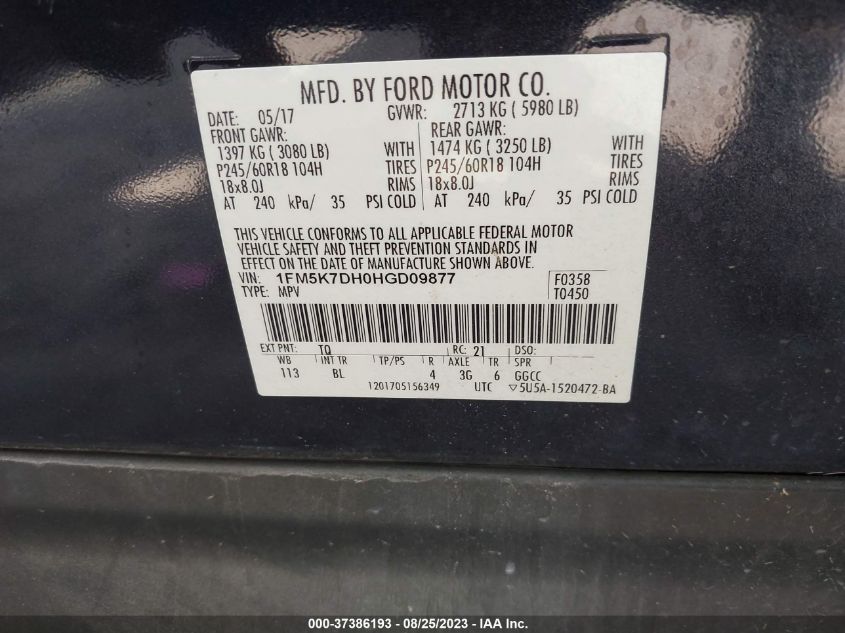 MFD. BY FORD MOTOR CO.
DATE: 05/17 GVWR: 2713 KG ( 5980 LB)
FRONT GAWR: REAR GAWR:
1397 KG ( 3080 LB) WITH 1474 KG ( 3250 LB) WITH
P245/60R18 104H TIRES P245/60R18 104H TIRES
18x8.0J RIMS 18x8.0J RIMS
AT 240 kPa/ 35 PSI COLD AT 240 kPa/ 35 PSI COLD
THIS VEHICLE CONFORMS TO ALL APPLICABLE FEDERAL MOTOR
VEHICLE SAFETY AND THEFT PREVENTION STANDARDS IN
EFFECT ON THE DATE OF MANUFACTURE SHOWN ABOVE.
VIN: 1FM5K7DH0HGD09877 F0358
TYPE: MPV T0450
EXT PNT: TQ RC: 21 DSO:
WB INT TR TP/PS R AXLE TR SPR
113 BL 4 3G 6 GGCC
1201705156349 UTC ▽5U5A-1520472-BA
000-37386193 - 08/25/2023 - IAA Inc.